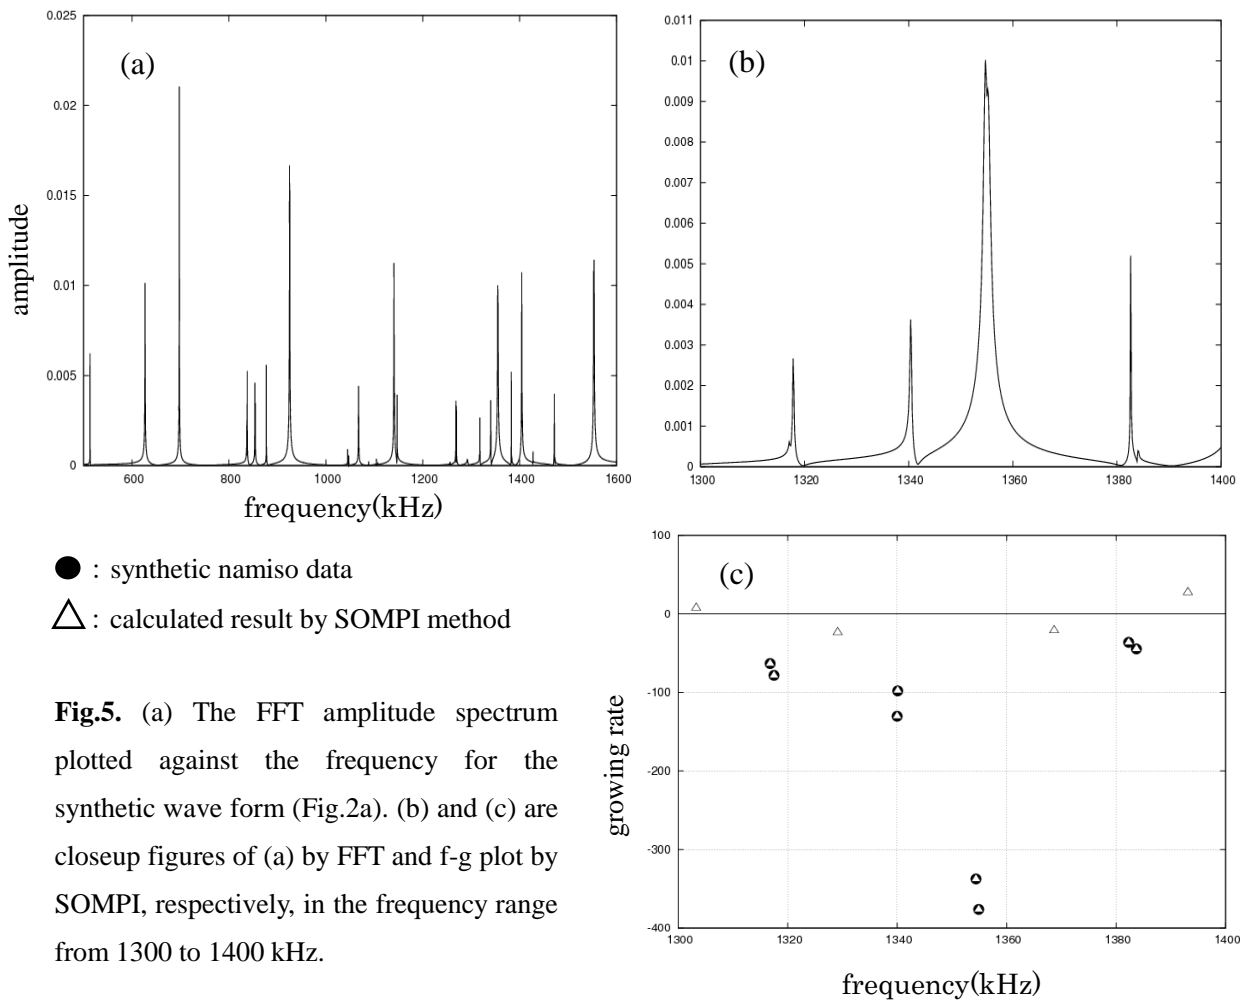 0.025
0.02
0.015
0.01
0.005
0
600 800 1000 1200 1400 1600
(a)
amplitude
frequency(kHz)
0.011
0.01
0.009
0.008
0.007
0.006
0.005
0.004
0.003
0.002
0.001
0
1300 1320 1340 1360 1380 1400
(b)
: synthetic namiso data
: calculated result by SOMPI method
Fig.5. (a) The FFT amplitude spectrum
plotted against the frequency for the
synthetic wave form (Fig.2a). (b) and (c) are
closeup figures of (a) by FFT and f-g plot by
SOMPI, respectively, in the frequency range
from 1300 to 1400 kHz.
100
0
-100
-200
-300
-400
1300 1320 1340 1360 1380 1400
(c)
growing rate
frequency(kHz)